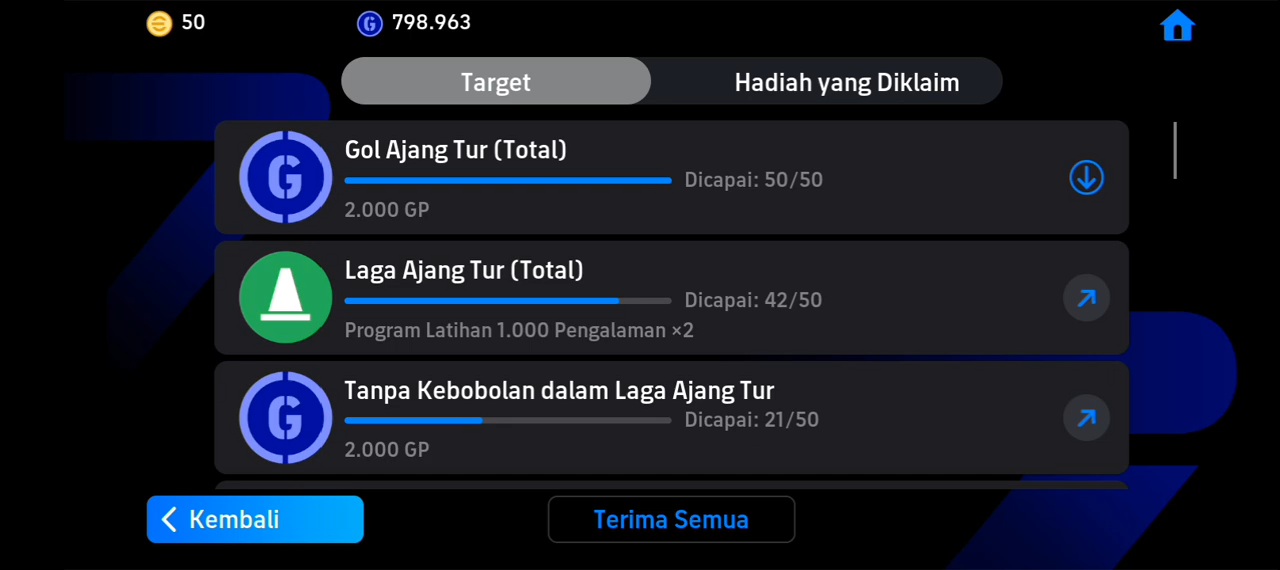 50
798.963
Target
Hadiah yang Diklaim
Gol Ajang Tur (Total)
Dicapai: 50/50
2.000 GP
Laga Ajang Tur (Total)
Dicapai: 42/50
Program Latihan 1.000 Pengalaman ×2
Tanpa Kebobolan dalam Laga Ajang Tur
Dicapai: 21/50
2.000 GP
Kembali
Terima Semua